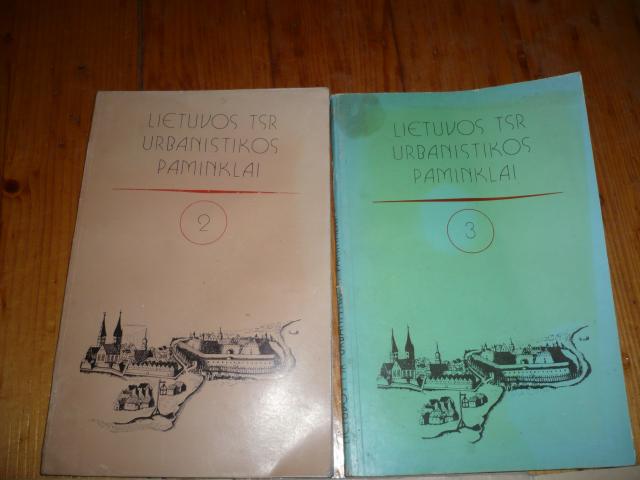 LIETUVOS TSR
URBANISTIKOS
PAMINKLAI
2
LIETUVOS TSR
URBANISTIKOS
PAMINKLAI
3